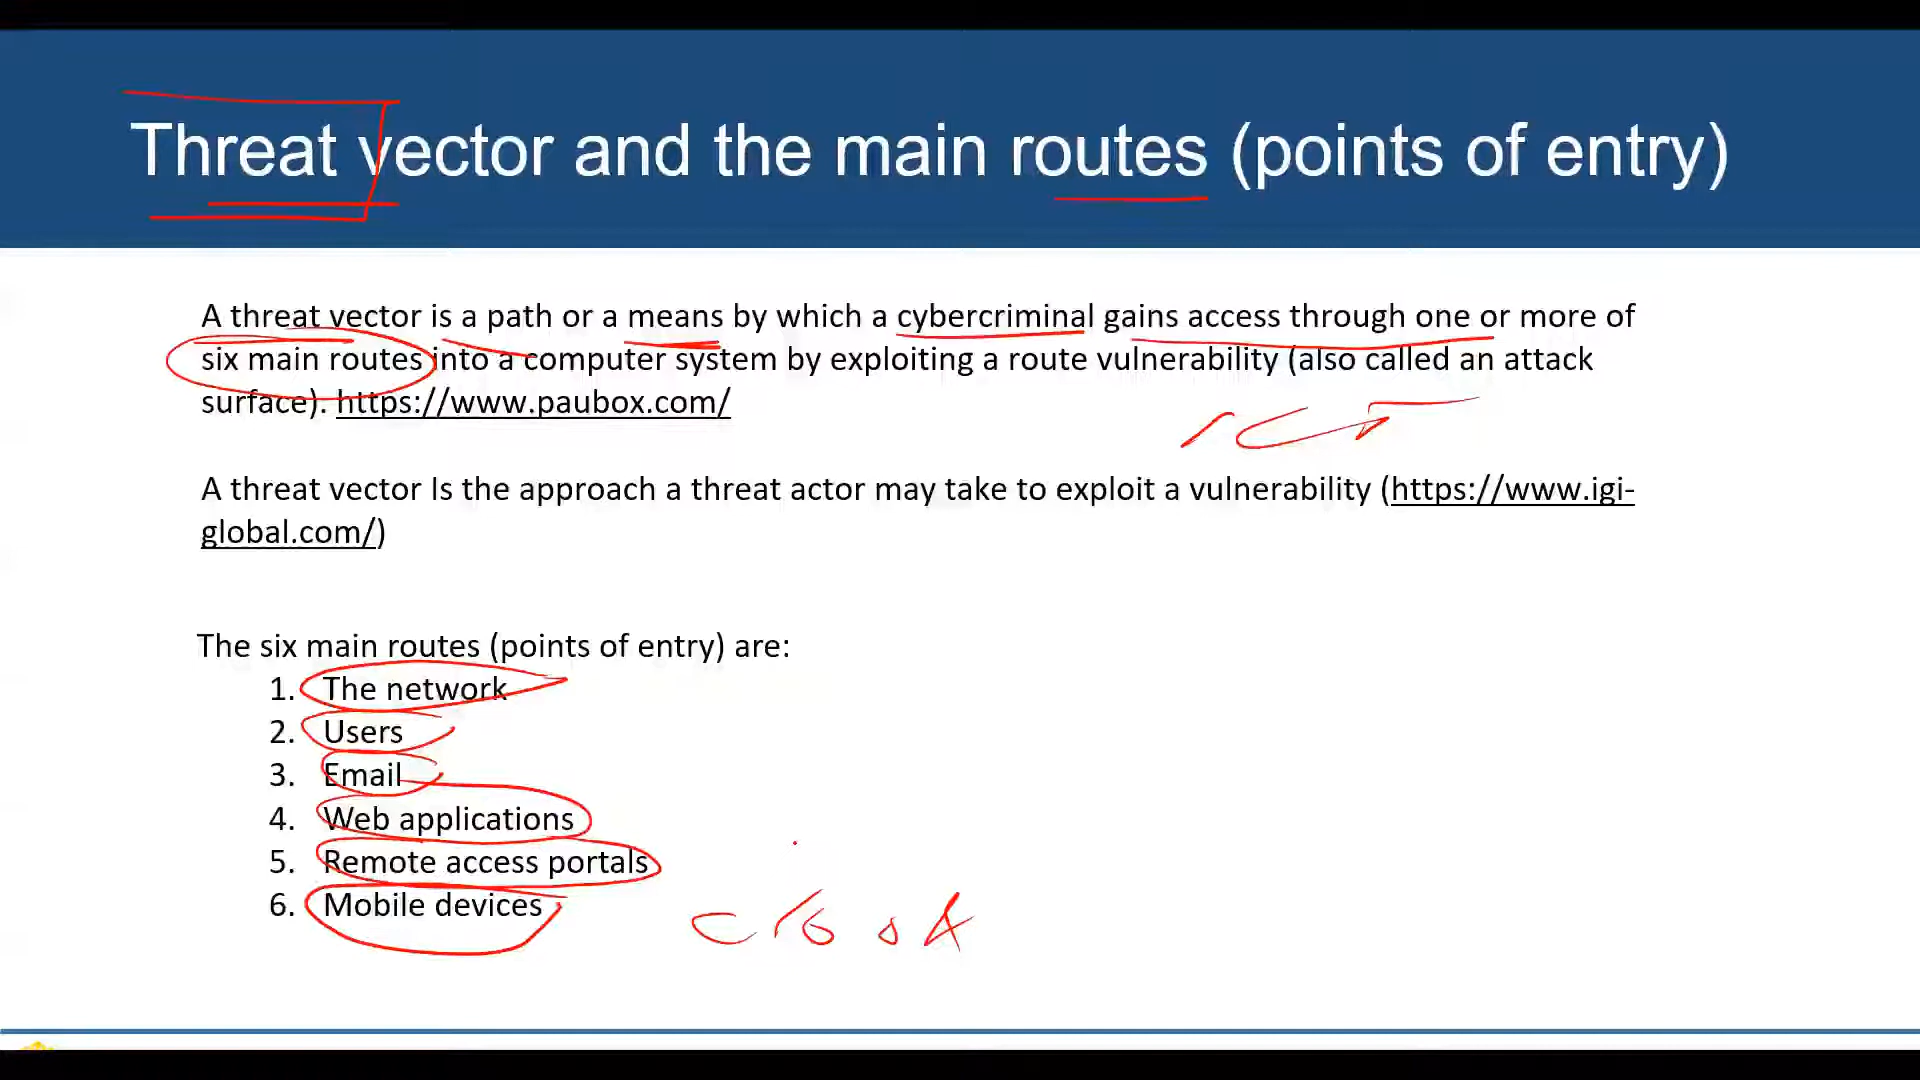 Threat vector and the main routes (points of entry)
A threat vector is a path or a means by which a cybercriminal gains access through one or more of
six main routes into a computer system by exploiting a route vulnerability (also called an attack
surface). https://www.paubox.com/
A threat vector Is the approach a threat actor may take to exploit a vulnerability (https://www.igi-
global.com/)
The six main routes (points of entry) are:
1. The network
2. Users
3. Email
4. Web applications
5. Remote access portals
6. Mobile devices